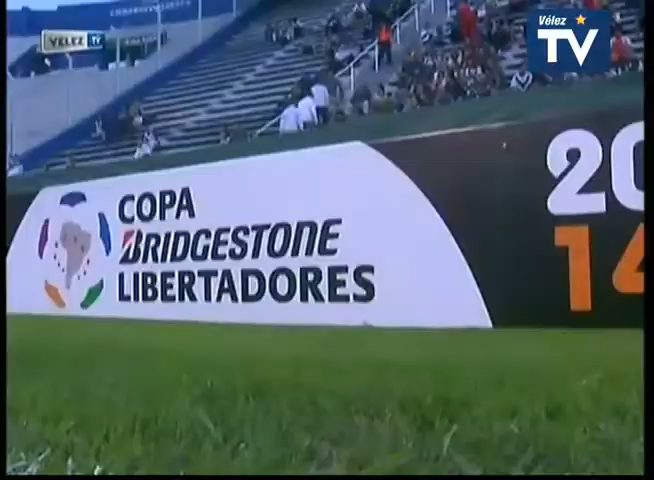 VELEZ TV
Vélez
TV
COPA
BRIDGESTONE
LIBERTADORES
20
14